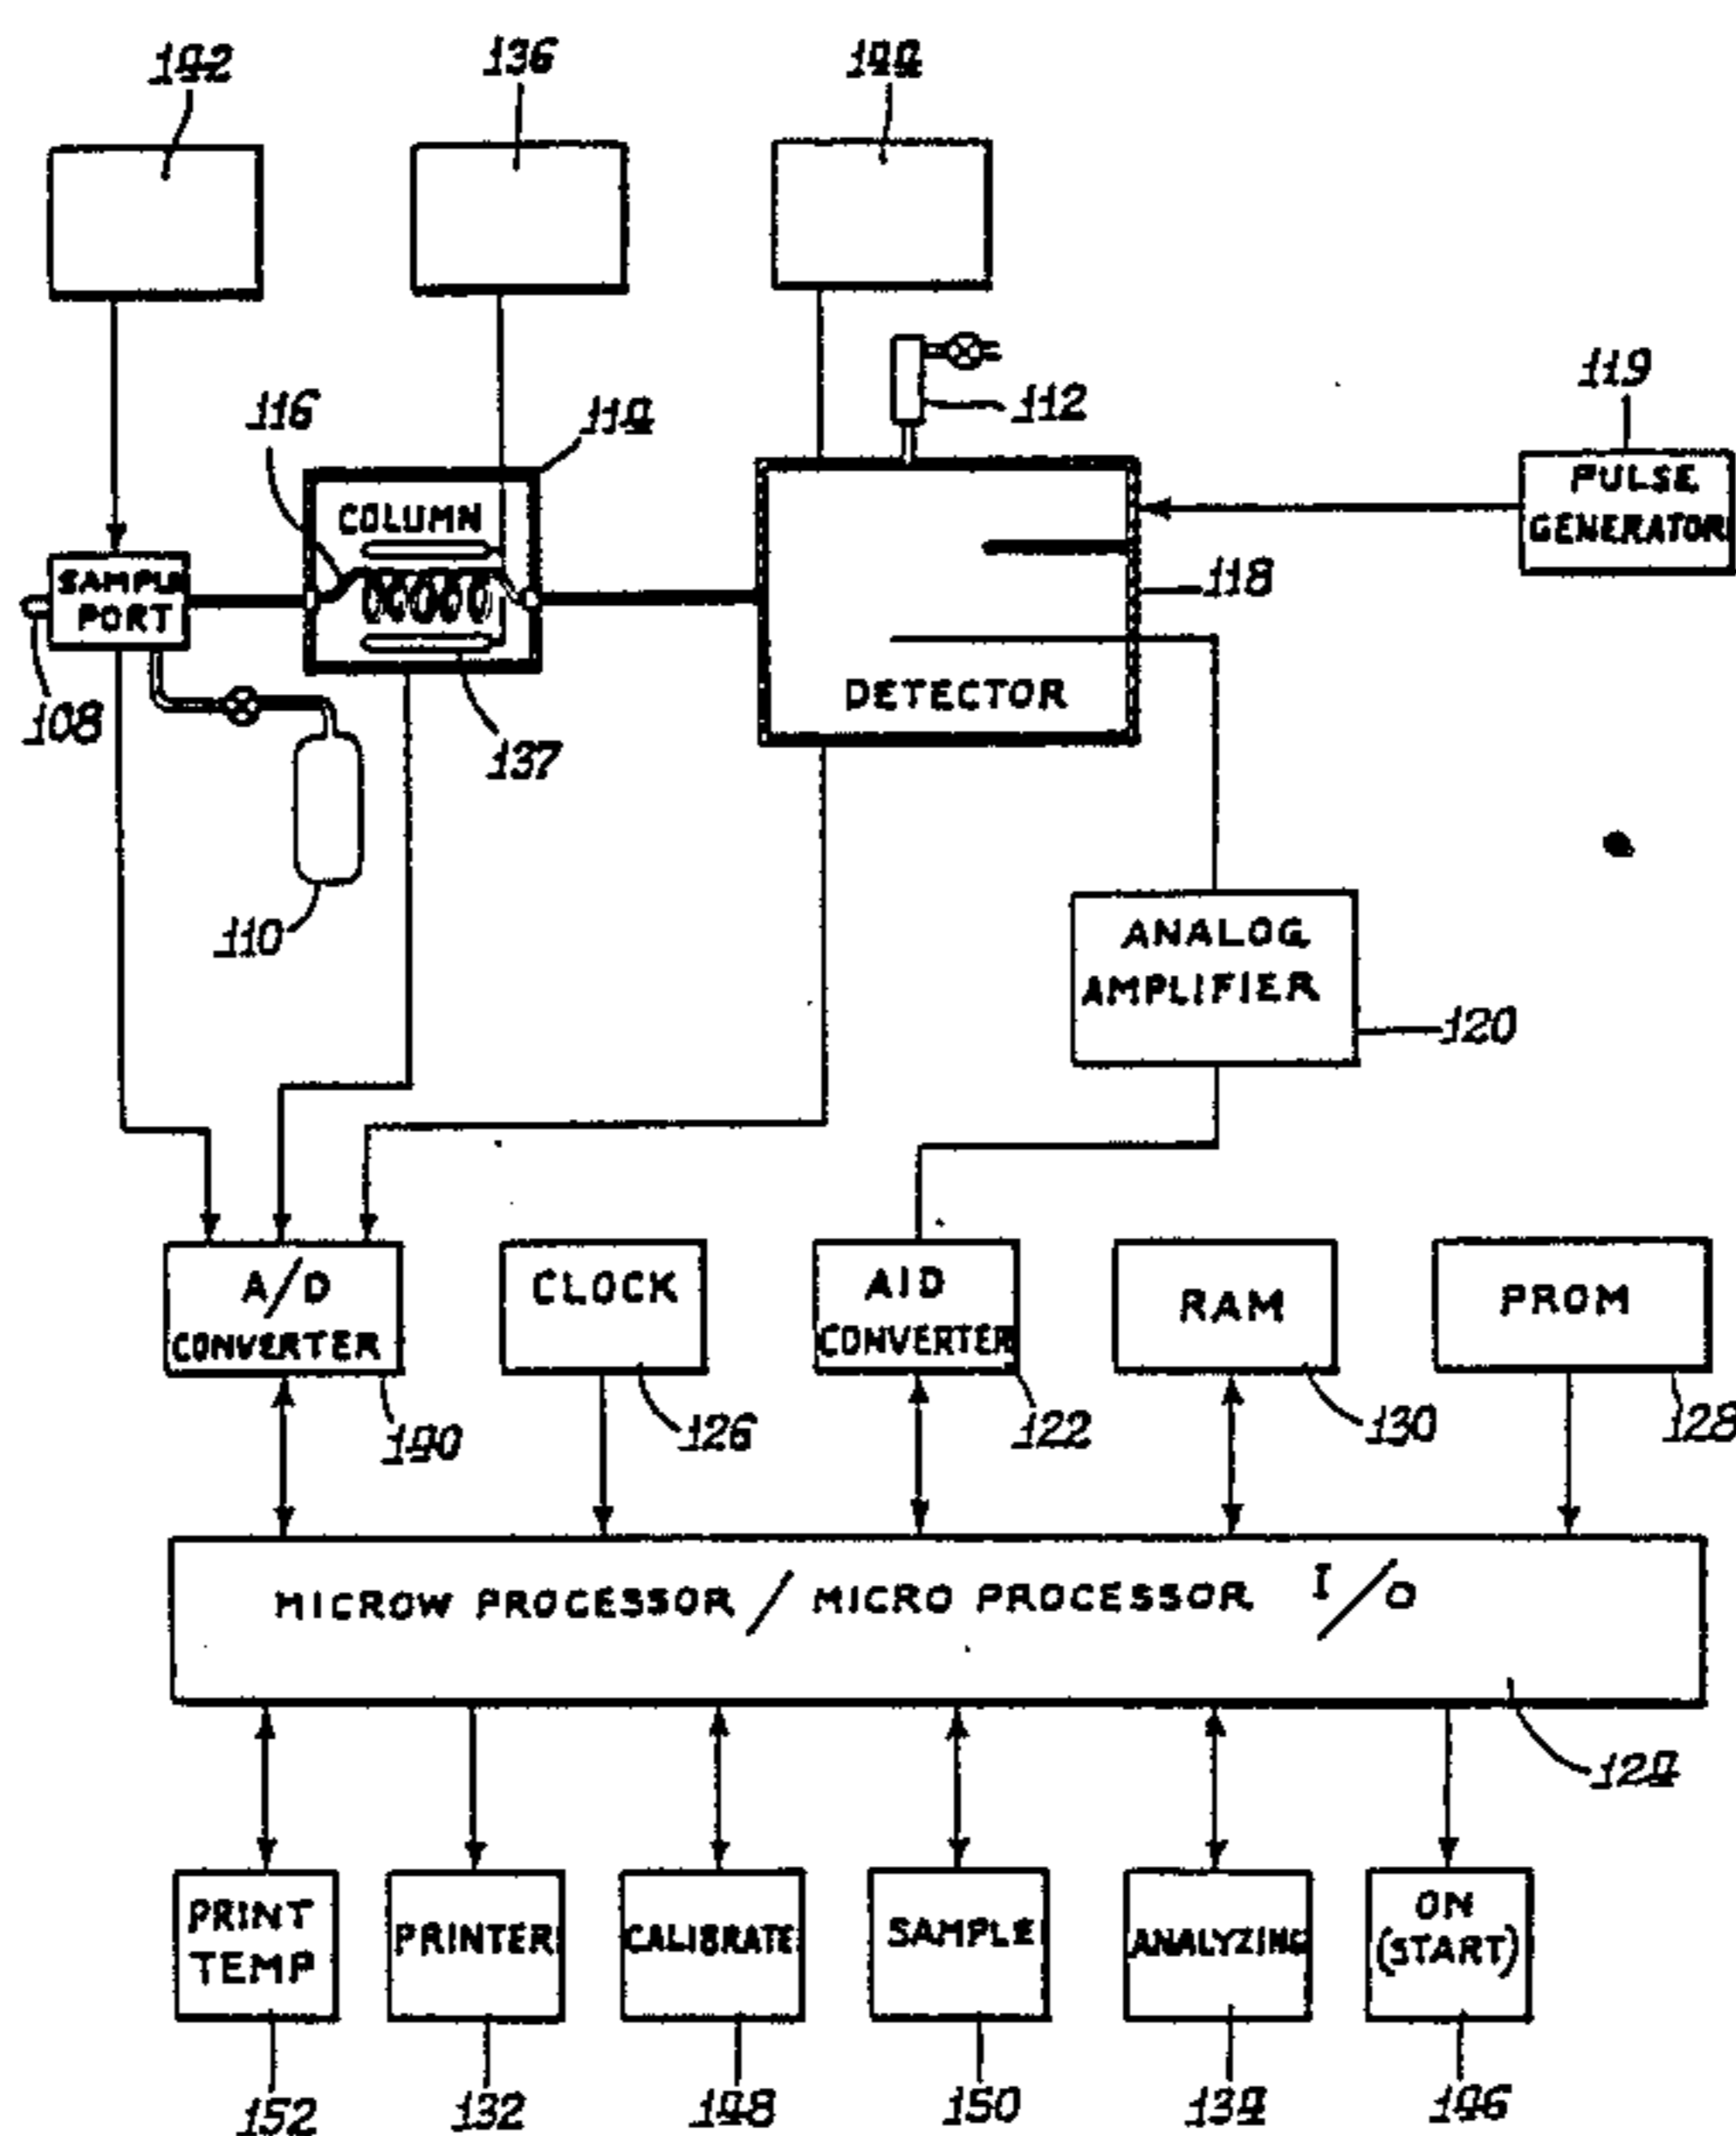 142
136
144
119
PULSE
GENERATOR
112
116
114
COLUMN
118
SAMPLE
PORT
108
137
DETECTOR
110
ANALOG
AMPLIFIER
120
A/D
CONVERTER
CLOCK
AID
CONVERTER
RAM
PROM
140
126
122
130
128
MICROW PROCESSOR / MICRO PROCESSOR I/O
124
PRINT
TEMP
PRINTER
CALIBRATE
SAMPLE
ANALYZING
ON
(START)
152
132
148
150
134
146